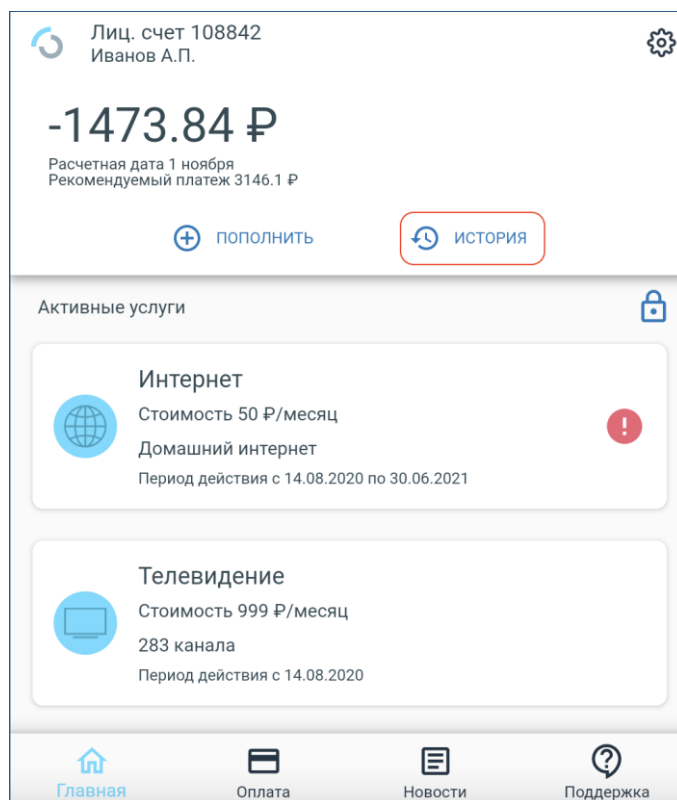 Лиц. счет 108842
Иванов А.П.
-1473.84 ₽
Расчетная дата 1 ноября
Рекомендуемый платеж 3146.1 ₽
ПОПОЛНИТЬ
ИСТОРИЯ
Активные услуги
Интернет
Стоимость 50 ₽/месяц
Домашний интернет
Период действия с 14.08.2020 по 30.06.2021
Телевидение
Стоимость 999 ₽/месяц
283 канала
Период действия с 14.08.2020
Главная
Оплата
Новости
Поддержка